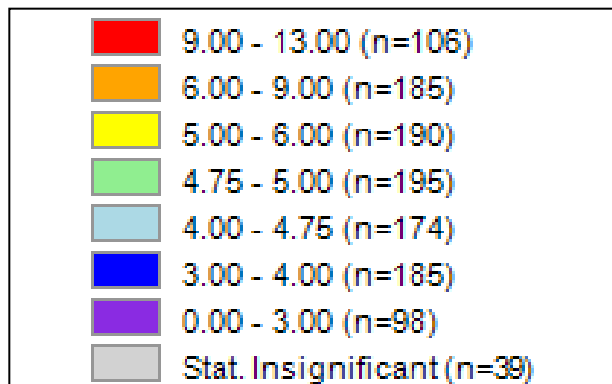 9.00 - 13.00 (n=106)
6.00 - 9.00 (n=185)
5.00 - 6.00 (n=190)
4.75 - 5.00 (n=195)
4.00 - 4.75 (n=174)
3.00 - 4.00 (n=185)
0.00 - 3.00 (n=98)
Stat. Insignificant (n=39)